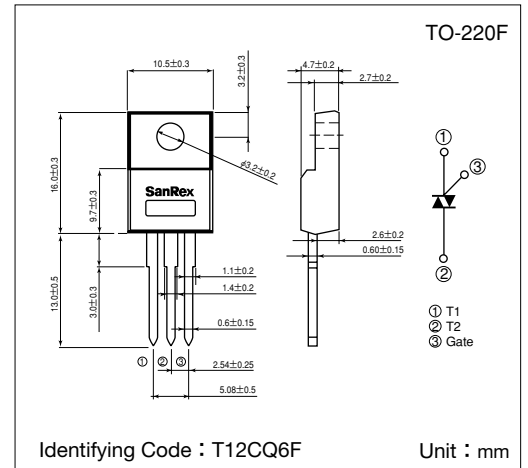 TO-220F
10.5±0.3
3.2±0.3
4.7±0.2
2.7±0.2
16.0±0.3
9.7±0.3
φ3.2±0.2
SanRex
13.0±0.5
3.0±0.3
1.1±0.2
1.4±0.2
0.6±0.15
2.54±0.25
5.08±0.5
① ② ③
2.6±0.2
0.60±0.15
①
③
②
① T1
② T2
③ Gate
Identifying Code：T12CQ6F
Unit：mm